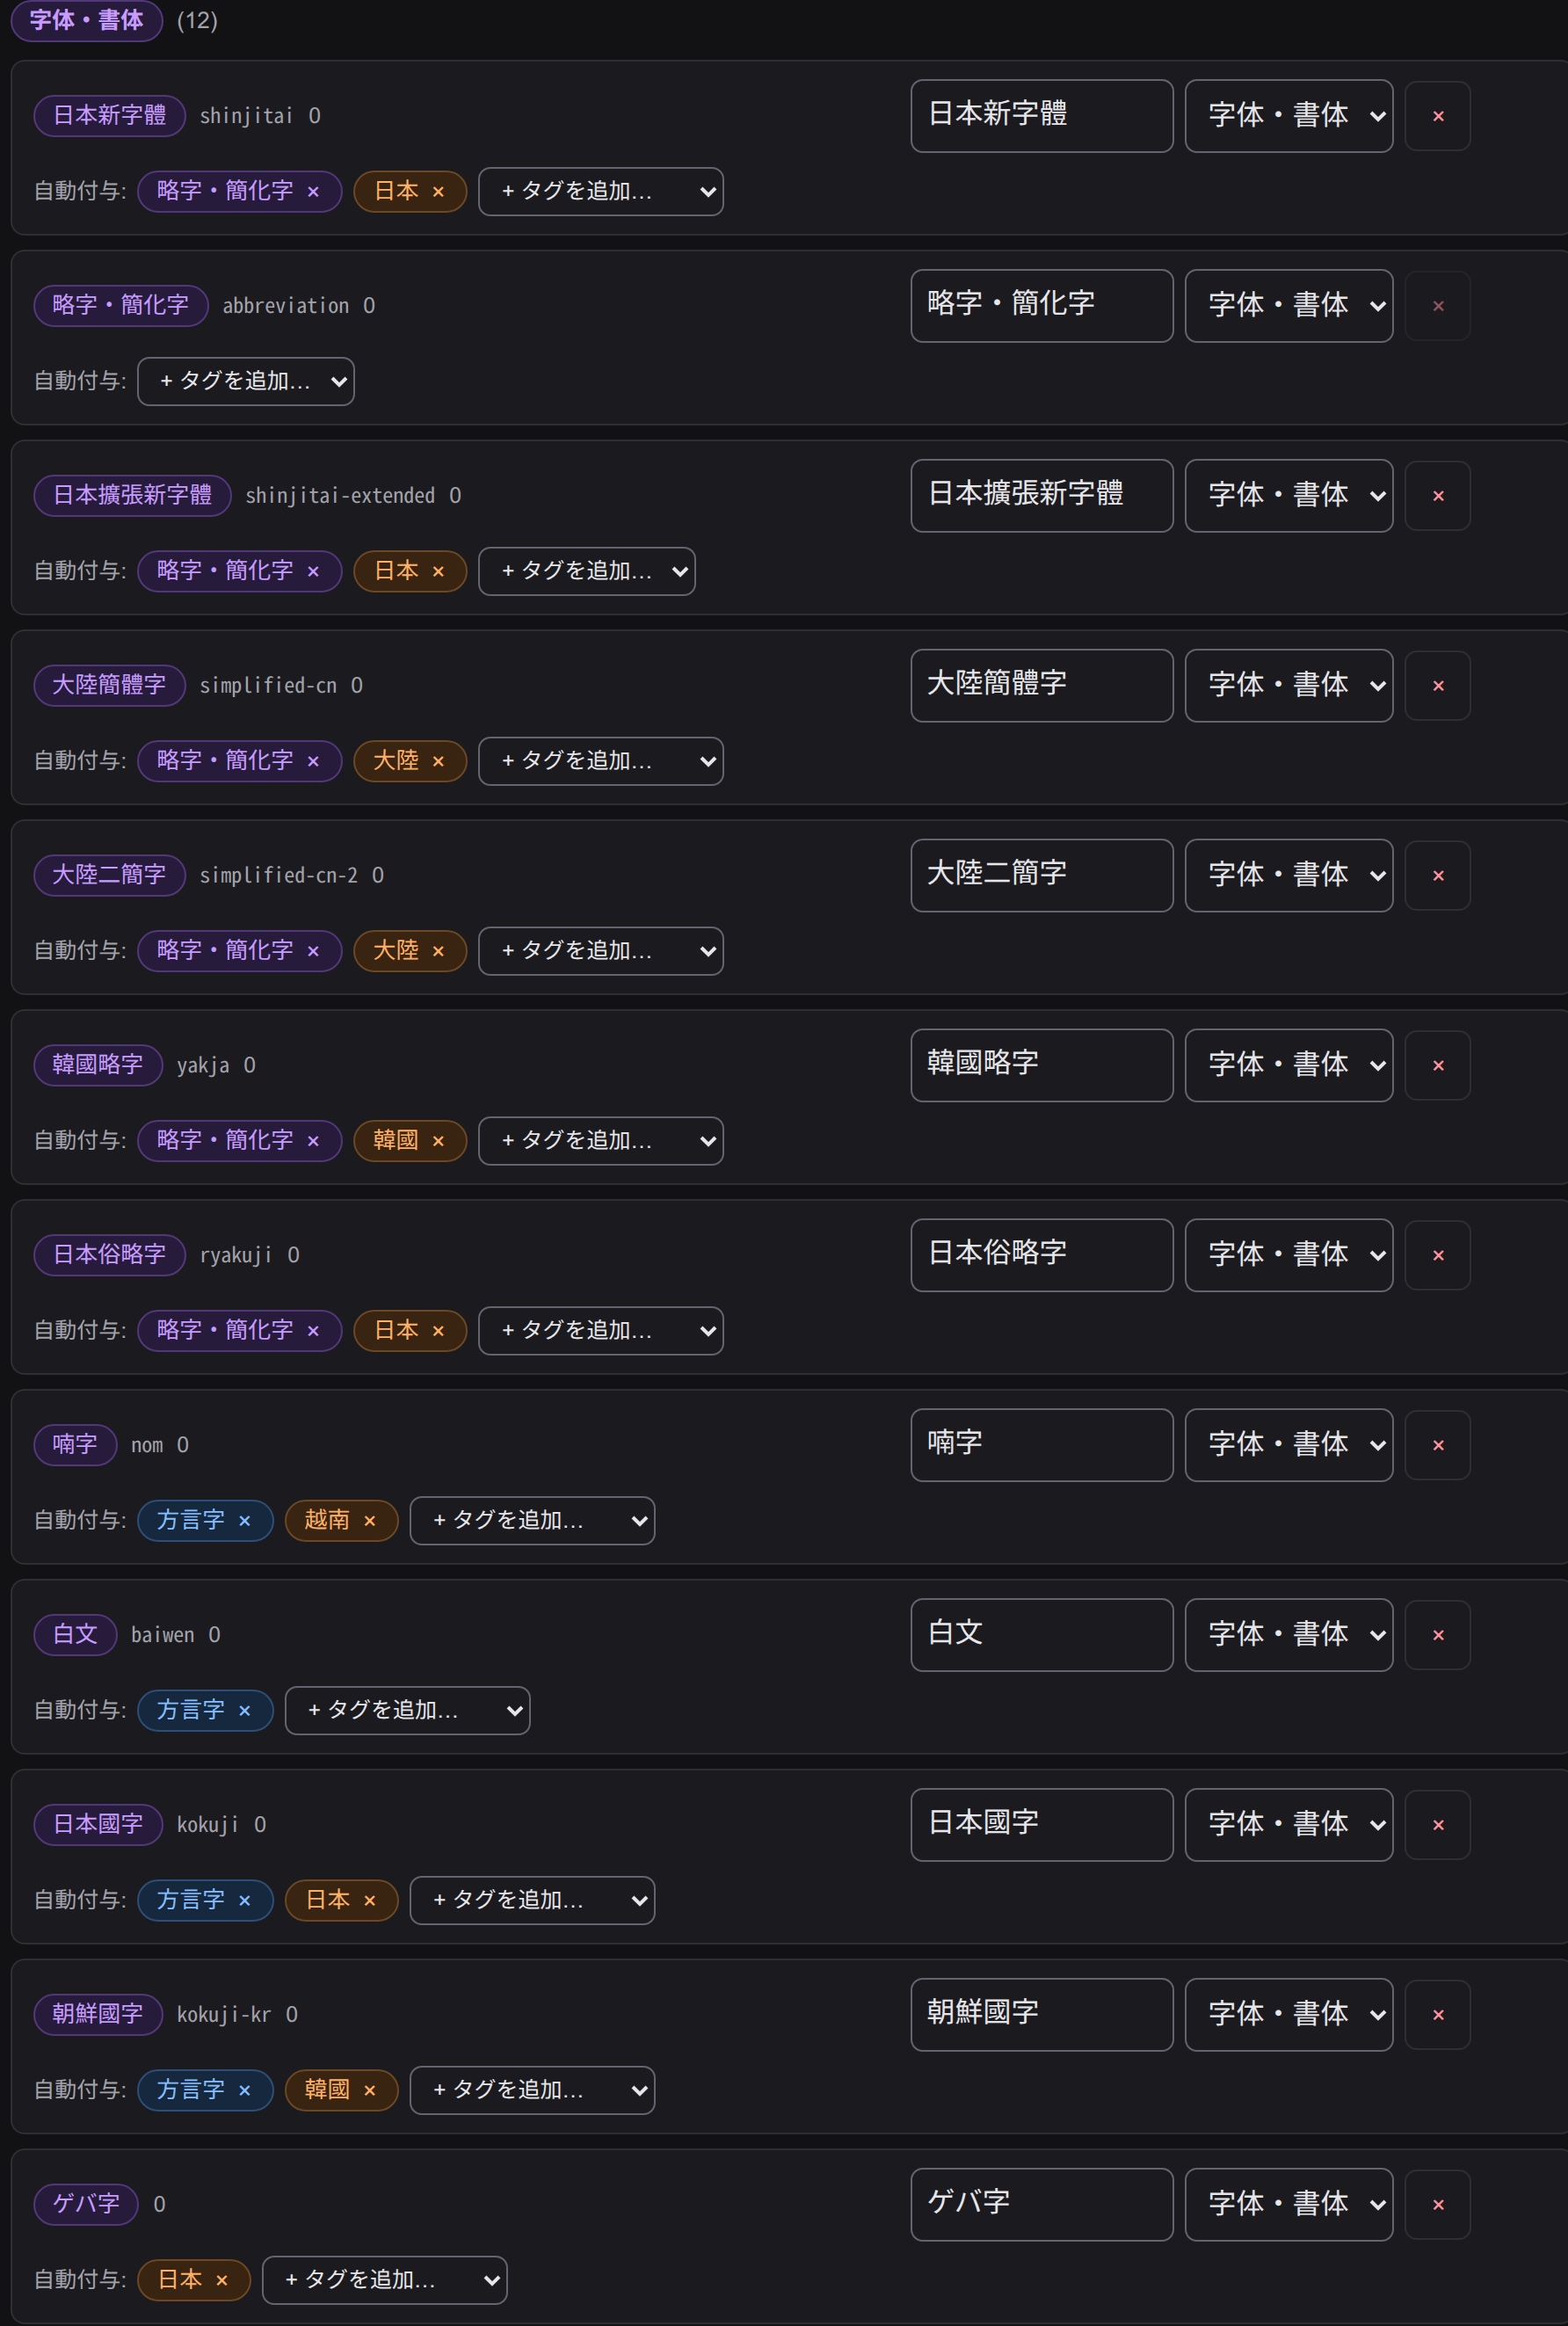 字体・書体 (12)
日本新字體 shinjitai 0 日本新字體 字体・書体 ×
自動付与: 略字・簡化字 × 日本 × + タグを追加…
略字・簡化字 abbreviation 0 略字・簡化字 字体・書体 ×
自動付与: + タグを追加…
日本擴張新字體 shinjitai-extended 0 日本擴張新字體 字体・書体 ×
自動付与: 略字・簡化字 × 日本 × + タグを追加…
大陸簡體字 simplified-cn 0 大陸簡體字 字体・書体 ×
自動付与: 略字・簡化字 × 大陸 × + タグを追加…
大陸二簡字 simplified-cn-2 0 大陸二簡字 字体・書体 ×
自動付与: 略字・簡化字 × 大陸 × + タグを追加…
韓國略字 yakja 0 韓國略字 字体・書体 ×
自動付与: 略字・簡化字 × 韓國 × + タグを追加…
日本俗略字 ryakuji 0 日本俗略字 字体・書体 ×
自動付与: 略字・簡化字 × 日本 × + タグを追加…
喃字 nom 0 喃字 字体・書体 ×
自動付与: 方言字 × 越南 × + タグを追加…
白文 baiwen 0 白文 字体・書体 ×
自動付与: 方言字 × + タグを追加…
日本國字 kokuji 0 日本國字 字体・書体 ×
自動付与: 方言字 × 日本 × + タグを追加…
朝鮮國字 kokuji-kr 0 朝鮮國字 字体・書体 ×
自動付与: 方言字 × 韓國 × + タグを追加…
ゲバ字 0 ゲバ字 字体・書体 ×
自動付与: 日本 × + タグを追加…